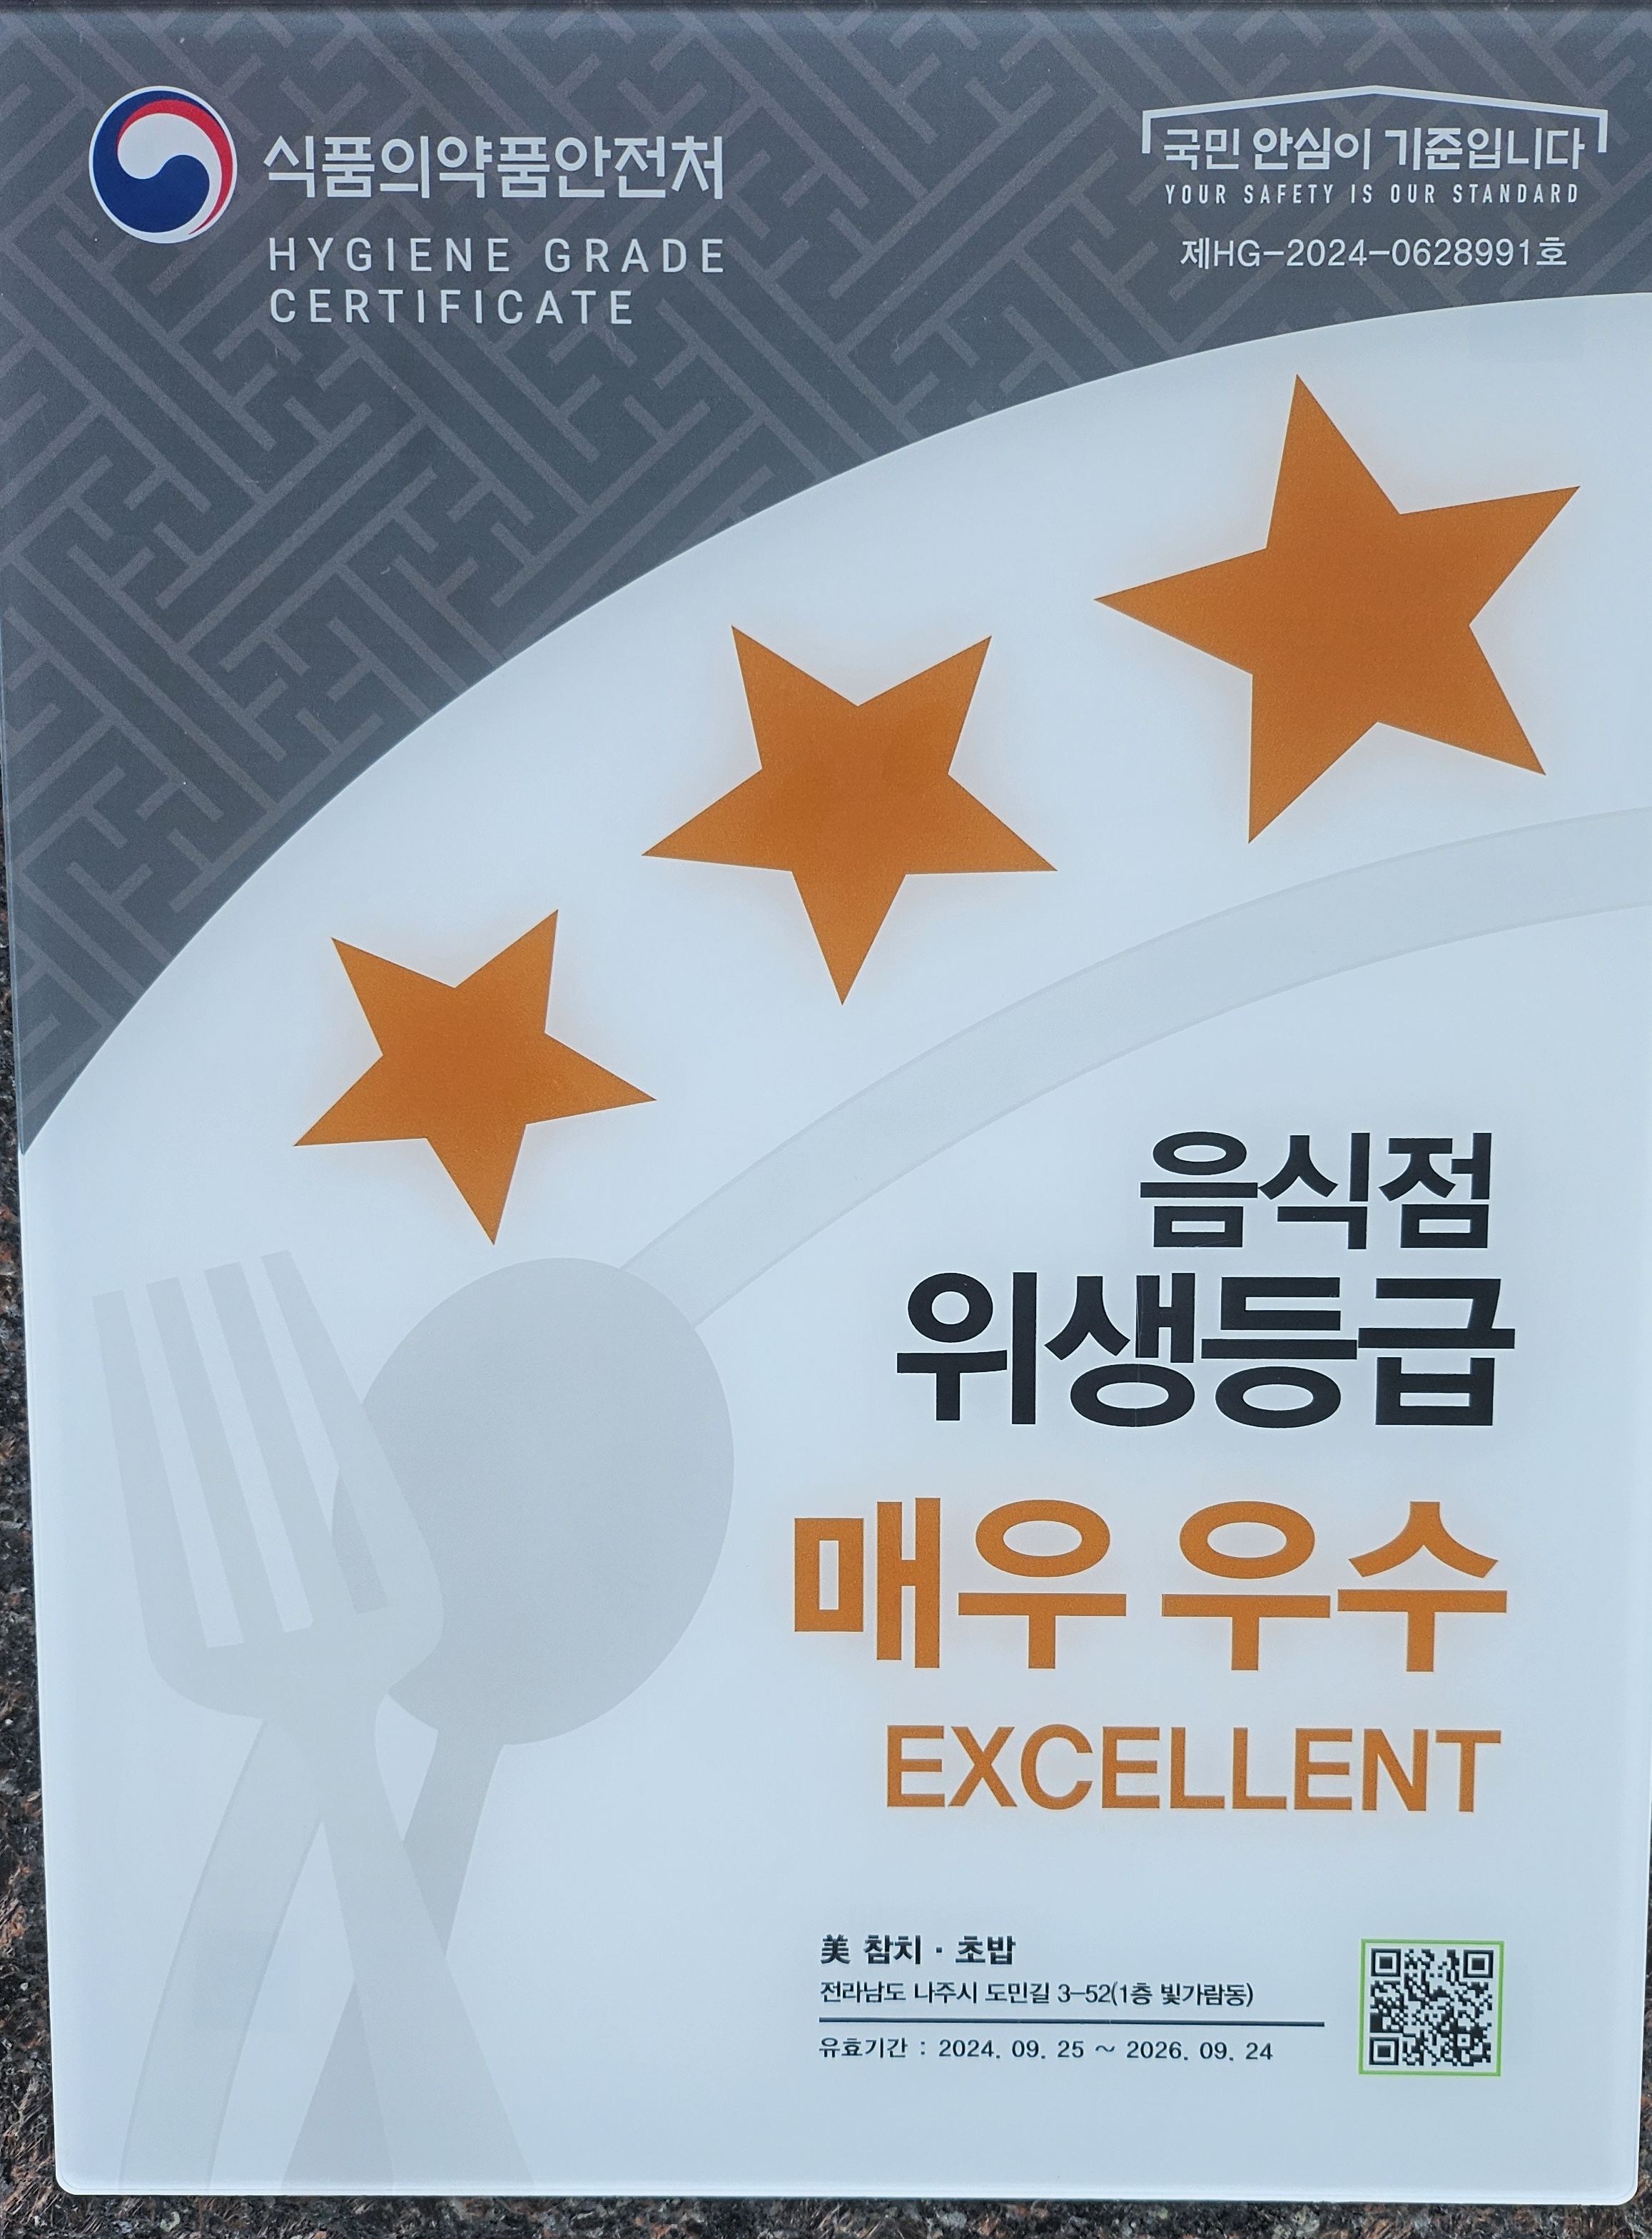 식품의약품안전처
HYGIENE GRADE
CERTIFICATE
국민 안심이 기준입니다
YOUR SAFETY IS OUR STANDARD
제HG-2024-0628991호
음식점
위생등급
매우 우수
EXCELLENT
美 참치 · 초밥
전라남도 나주시 도민길 3-52(1층 빛가람동)
유효기간 : 2024. 09. 25 ~ 2026. 09. 24